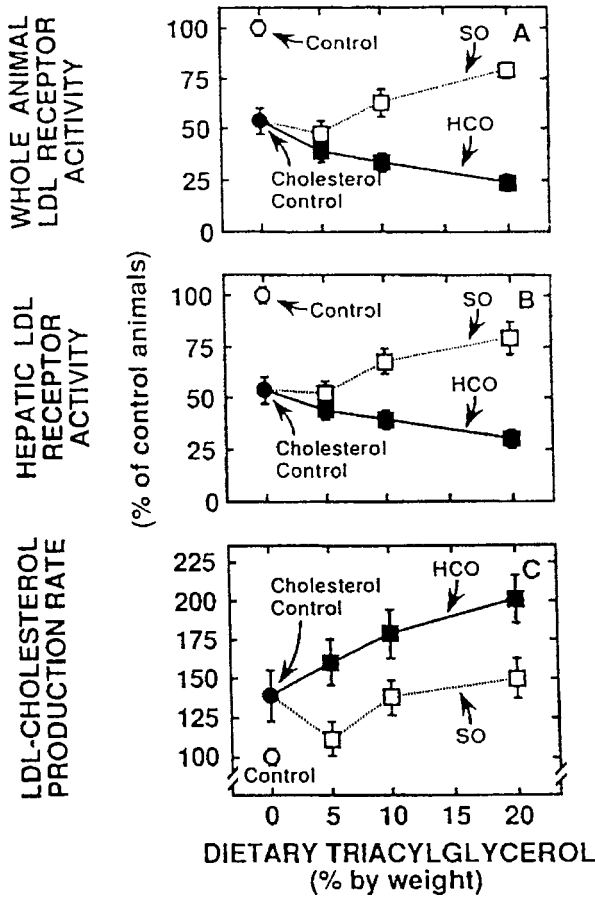 WHOLE ANIMAL
LDL RECEPTOR
ACITIVITY
100
75
50
25
0
A
Control
SO
HCO
Cholesterol
Control
HEPATIC LDL
RECEPTOR
ACTIVITY
(% of control animals)
100
75
50
25
0
B
Control
SO
HCO
Cholesterol
Control
LDL-CHOLESTEROL
PRODUCTION RATE
225
200
175
150
125
100
C
Cholesterol
Control
HCO
SO
Control
0 5 10 15 20
DIETARY TRIACYLGLYCEROL
(% by weight)